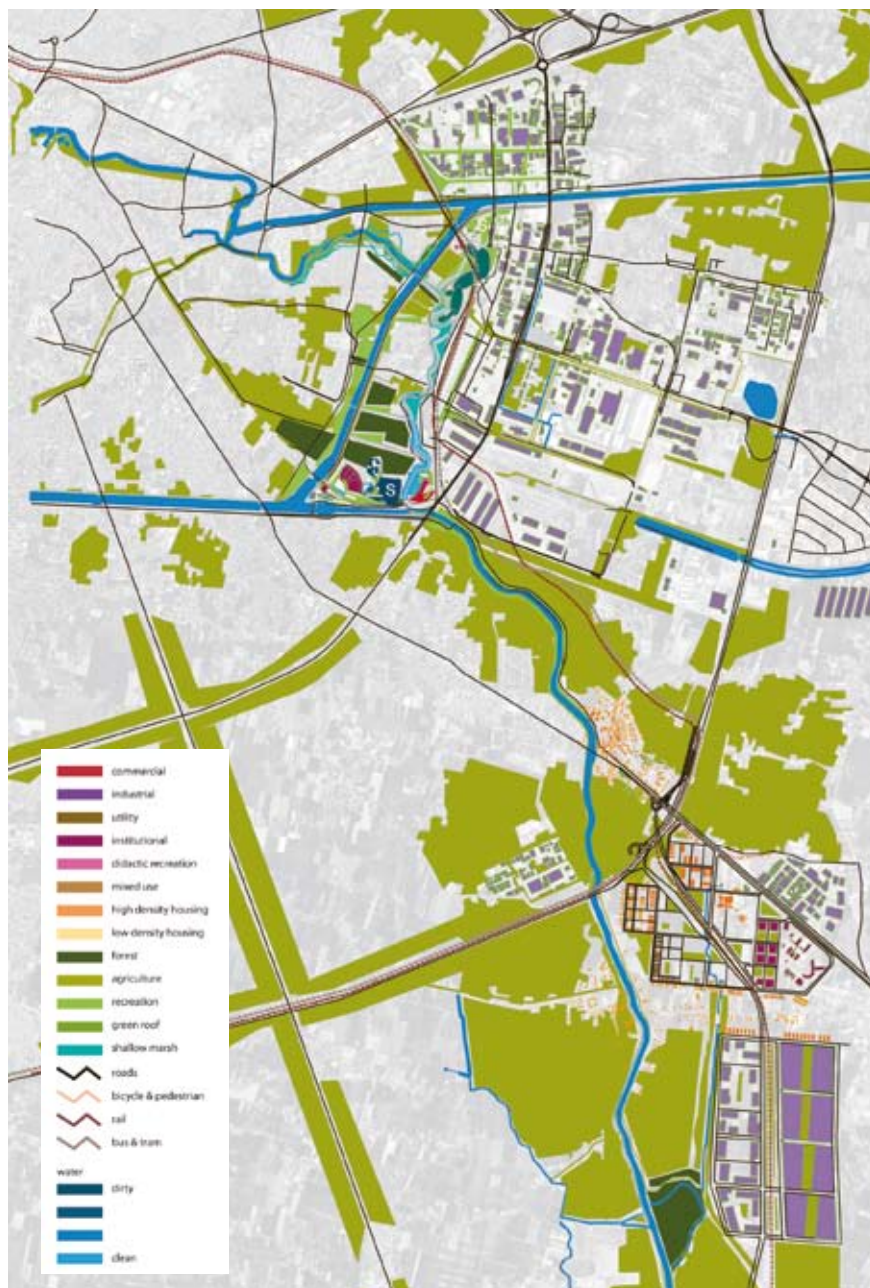 S
S
commercial
industrial
utility
institutional
didactic recreation
mixed use
high density housing
low density housing
forest
agriculture
recreation
green roof
shallow marsh
roads
bicycle & pedestrian
rail
bus & tram
water
dirty
clean